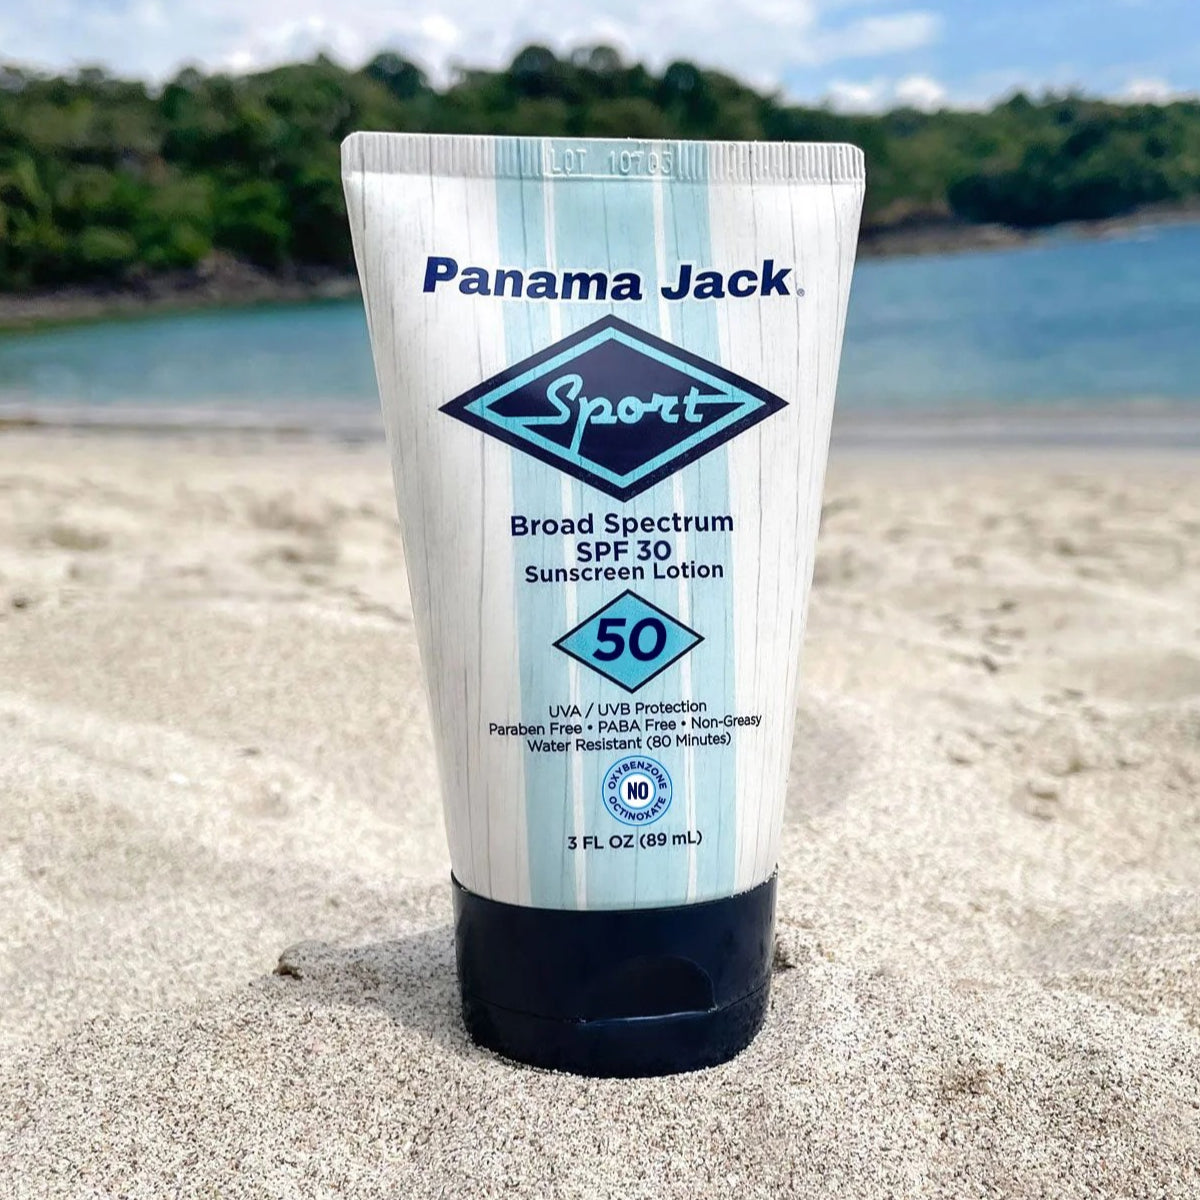 LOT 10703
Panama Jack®
Sport
Broad Spectrum
SPF 30
Sunscreen Lotion
50
UVA / UVB Protection
Paraben Free • PABA Free • Non-Greasy
Water Resistant (80 Minutes)
OXYBENZONE
NO
OCTINOXATE
3 FL OZ (89 mL)